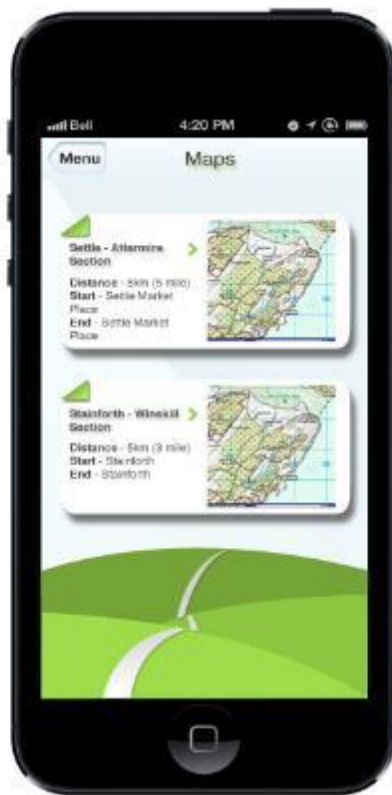 Bell 4:20 PM
Menu Maps
Settle - Attermire
Section
Distance - 8km (5 mile)
Start - Settle Market
Place
End - Settle Market
Place
Stainforth - Winskill
Section
Distance - 5km (3 mile)
Start - Stainforth
End - Stainforth